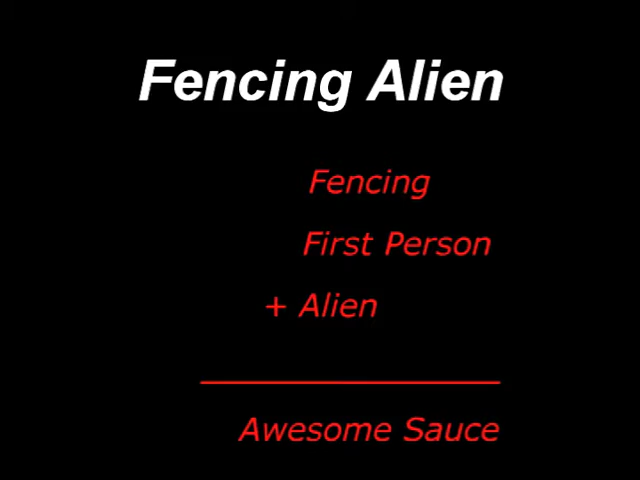 Fencing Alien
Fencing
First Person
+ Alien
Awesome Sauce